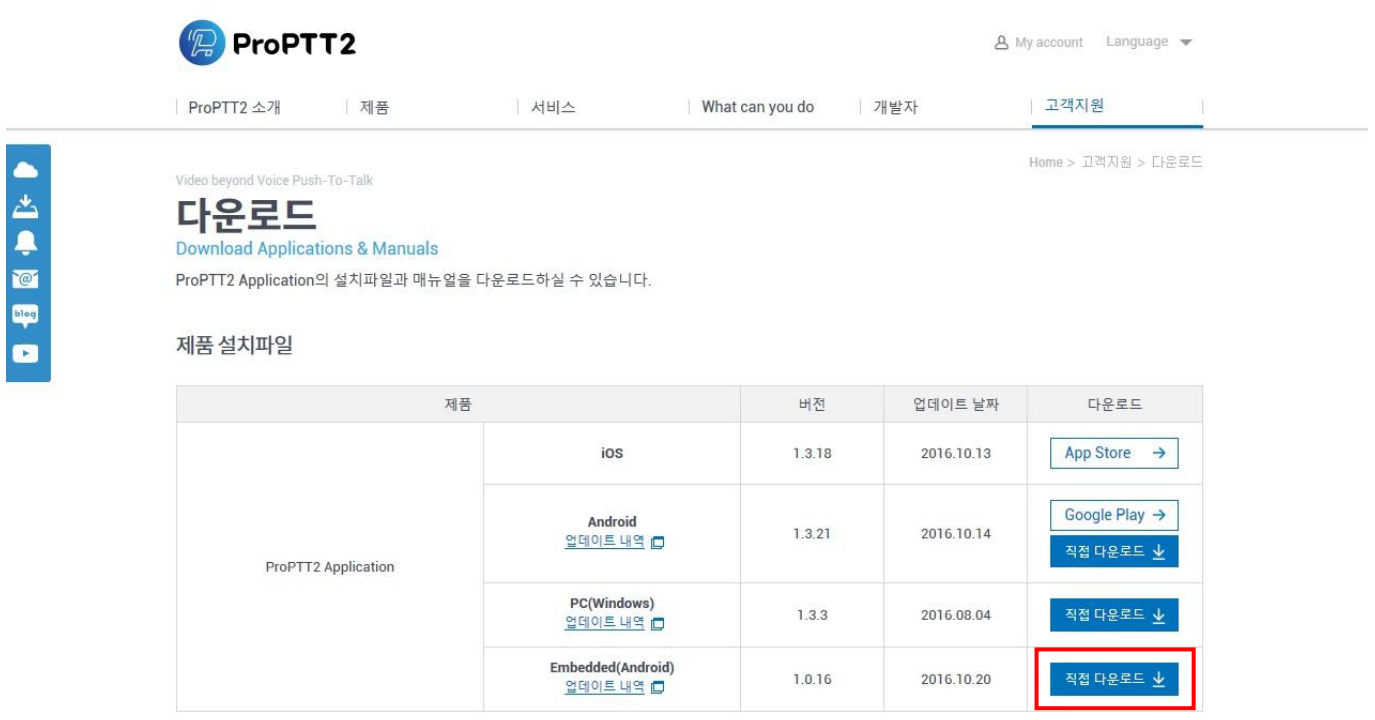 ProPTT2
My account Language
ProPTT2 소개 제품 서비스 What can you do 개발자 고객지원
Home > 고객지원 > 다운로드
Video beyond Voice Push-To-Talk
다운로드
Download Applications & Manuals
ProPTT2 Application의 설치파일과 매뉴얼을 다운로드하실 수 있습니다.
@
blog
제품 설치파일
제품 버전 업데이트 날짜 다운로드
ProPTT2 Application
iOS 1.3.18 2016.10.13 App Store
Android
업데이트 내역
1.3.21 2016.10.14
Google Play
직접 다운로드
PC(Windows)
업데이트 내역
1.3.3 2016.08.04 직접 다운로드
Embedded(Android)
업데이트 내역
1.0.16 2016.10.20 직접 다운로드